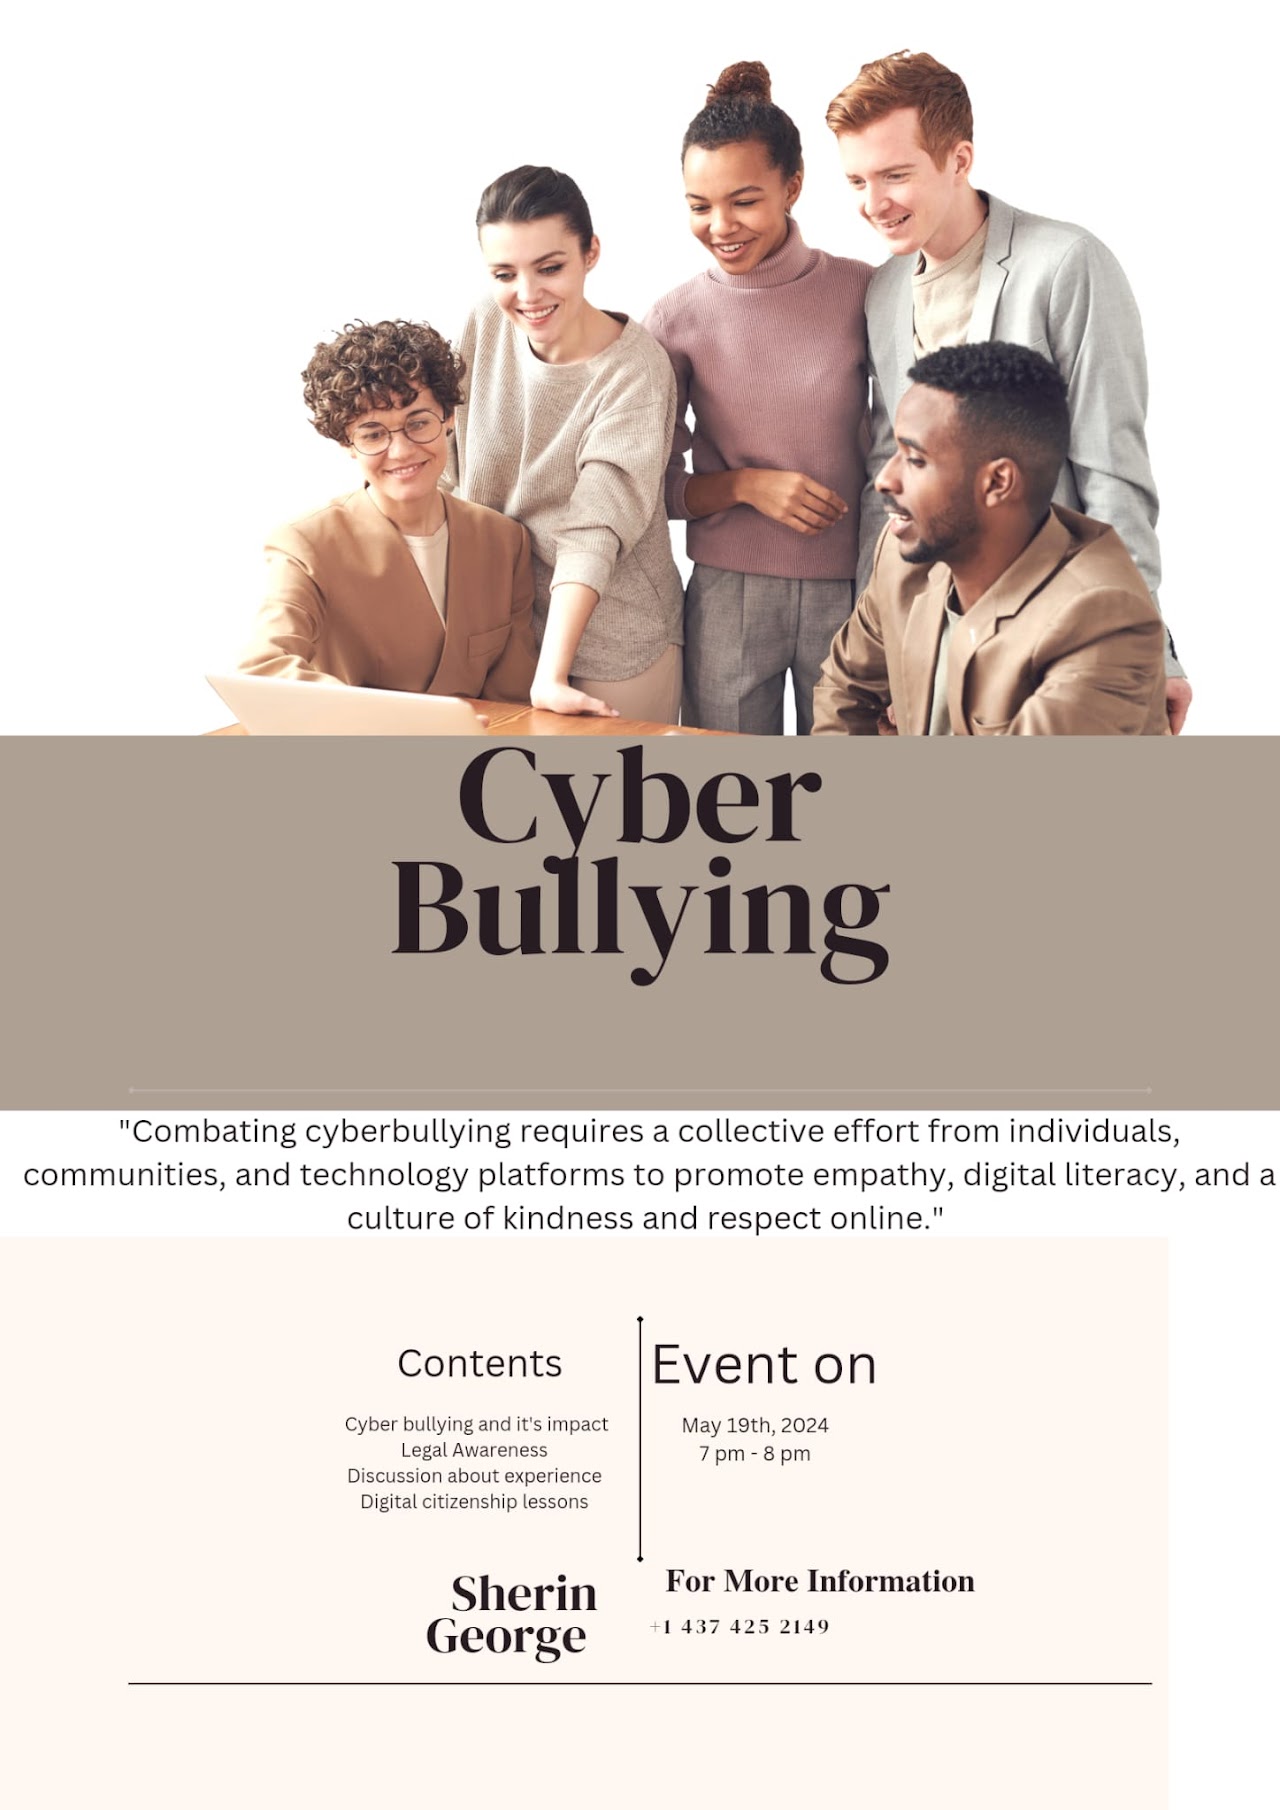 Cyber
Bullying
"Combating cyberbullying requires a collective effort from individuals,
communities, and technology platforms to promote empathy, digital literacy, and a
culture of kindness and respect online."
Contents
Cyber bullying and it's impact
Legal Awareness
Discussion about experience
Digital citizenship lessons
Event on
May 19th, 2024
7 pm - 8 pm
Sherin
George
For More Information
+1 437 425 2149